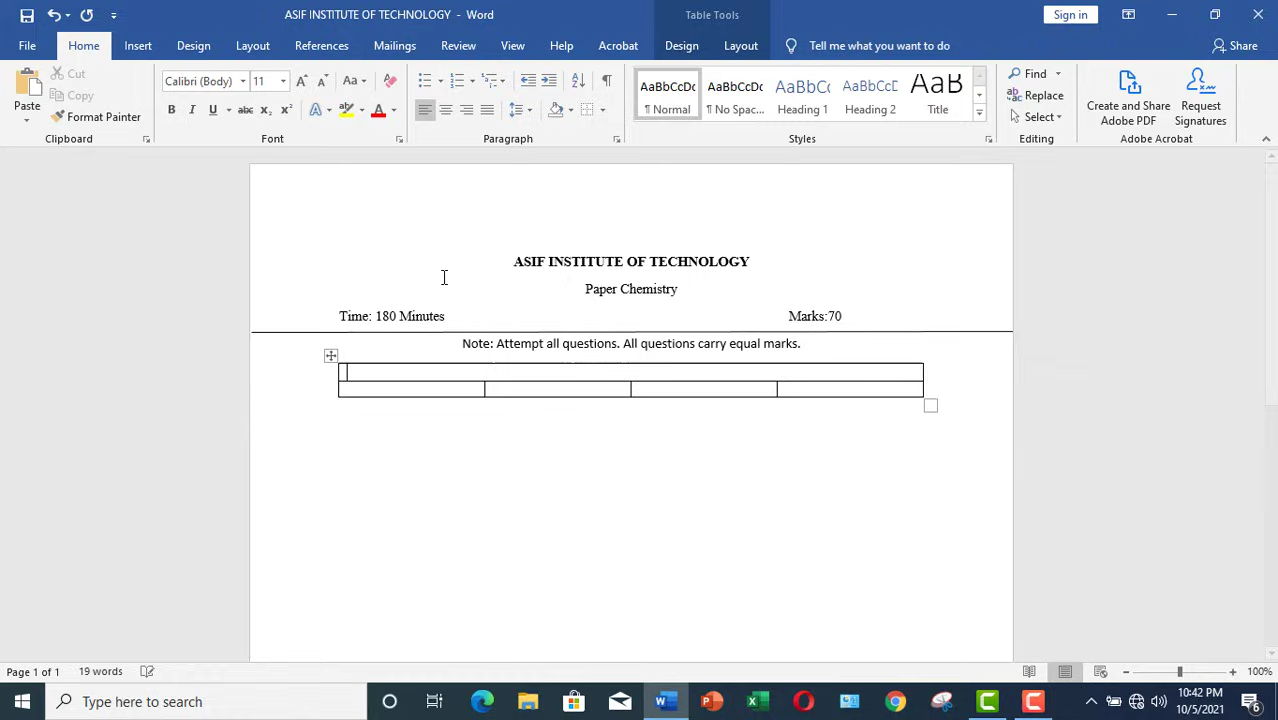 ASIF INSTITUTE OF TECHNOLOGY - Word
Table Tools
Sign in
File
Home
Insert
Design
Layout
References
Mailings
Review
View
Help
Acrobat
Design
Layout
Tell me what you want to do
Share
Paste
Cut
Copy
Format Painter
Clipboard
Calibri (Body)
11
Font
Paragraph
AaBbCcDc
¶ Normal
AaBbCcDc
¶ No Spac...
AaBbCc
Heading 1
AaBbCcC
Heading 2
AaB
Title
Styles
Find
Replace
Select
Editing
Create and Share
Adobe PDF
Request
Signatures
Adobe Acrobat
ASIF INSTITUTE OF TECHNOLOGY
Paper Chemistry
Time: 180 Minutes
Marks:70
Note: Attempt all questions. All questions carry equal marks.
Page 1 of 1
19 words
100%
Type here to search
10:42 PM
10/5/2021
6